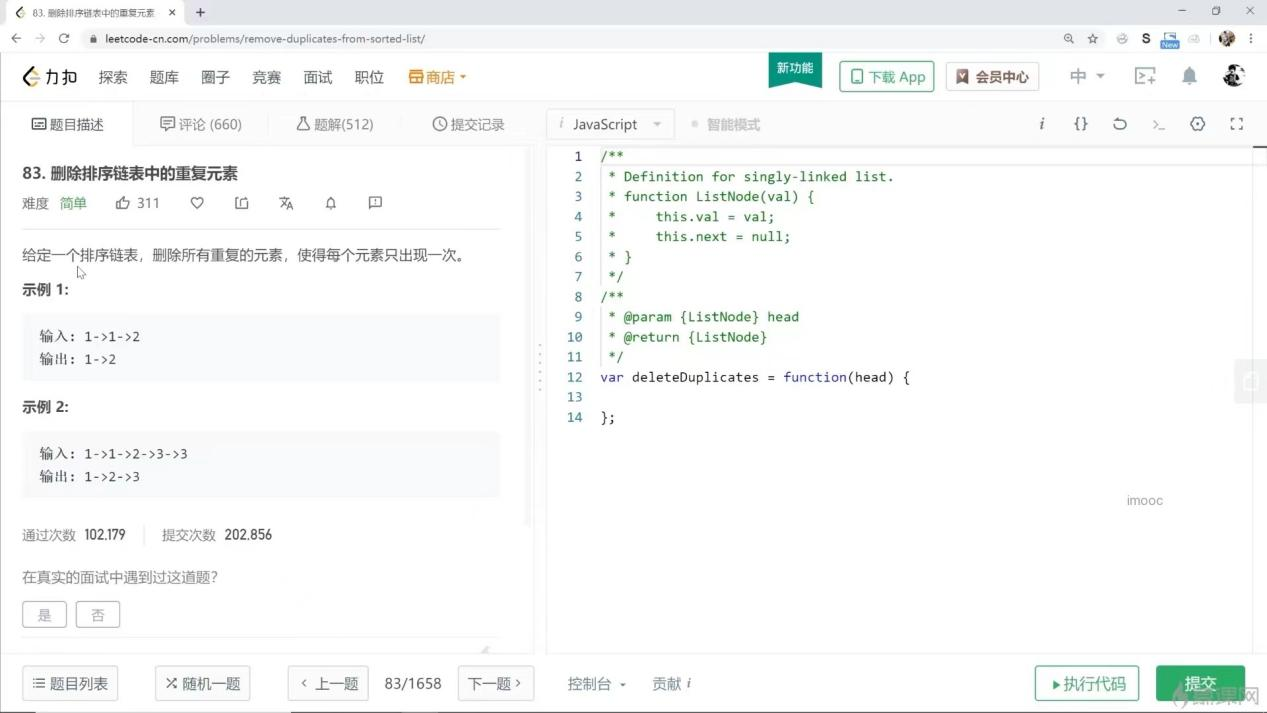 83. 删除排序链表中的重复元素
leetcode-cn.com/problems/remove-duplicates-from-sorted-list/
New
力扣 探索 题库 圈子 竞赛 面试 职位 商店 新功能 下载 App 会员中心 中
题目描述 评论 (660) 题解(512) 提交记录 i JavaScript 智能模式 i {} >_
83. 删除排序链表中的重复元素
难度 简单 311
给定一个排序链表，删除所有重复的元素，使得每个元素只出现一次。
示例 1:
输入: 1->1->2
输出: 1->2
示例 2:
输入: 1->1->2->3->3
输出: 1->2->3
通过次数 102,179 提交次数 202,856
在真实的面试中遇到过这道题?
是 否
1 /**
2 * Definition for singly-linked list.
3 * function ListNode(val) {
4 *     this.val = val;
5 *     this.next = null;
6 * }
7 */
8 /**
9 * @param {ListNode} head
10 * @return {ListNode}
11 */
12 var deleteDuplicates = function(head) {
13
14 };
imooc
题目列表 随机一题 上一题 83/1658 下一题 控制台 贡献 i 执行代码 提交
慕课网